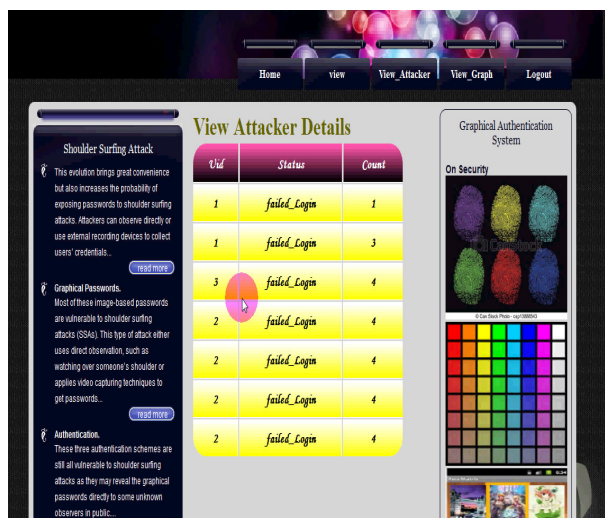 Home view View_Attacker View_Graph Logout
Shoulder Surfing Attack
This evolution brings great convenience
but also increases the probability of
exposing passwords to shoulder surfing
attacks. Attackers can observe directly or
use external recording devices to collect
users' credentials...
read more
Graphical Passwords.
Most of these image-based passwords
are vulnerable to shoulder surfing
attacks (SSAs). This type of attack either
uses direct observation, such as
watching over someone's shoulder or
applies video capturing techniques to
get passwords...
read more
Authentication.
These three authentication schemes are
still all vulnerable to shoulder surfing
attacks as they may reveal the graphical
passwords directly to some unknown
observers in public...
View Attacker Details
Uid Status Count
1 failed_Login 1
1 failed_Login 3
3 failed_Login 4
2 failed_Login 4
2 failed_Login 4
2 failed_Login 4
2 failed_Login 4
Graphical Authentication
System
On Security